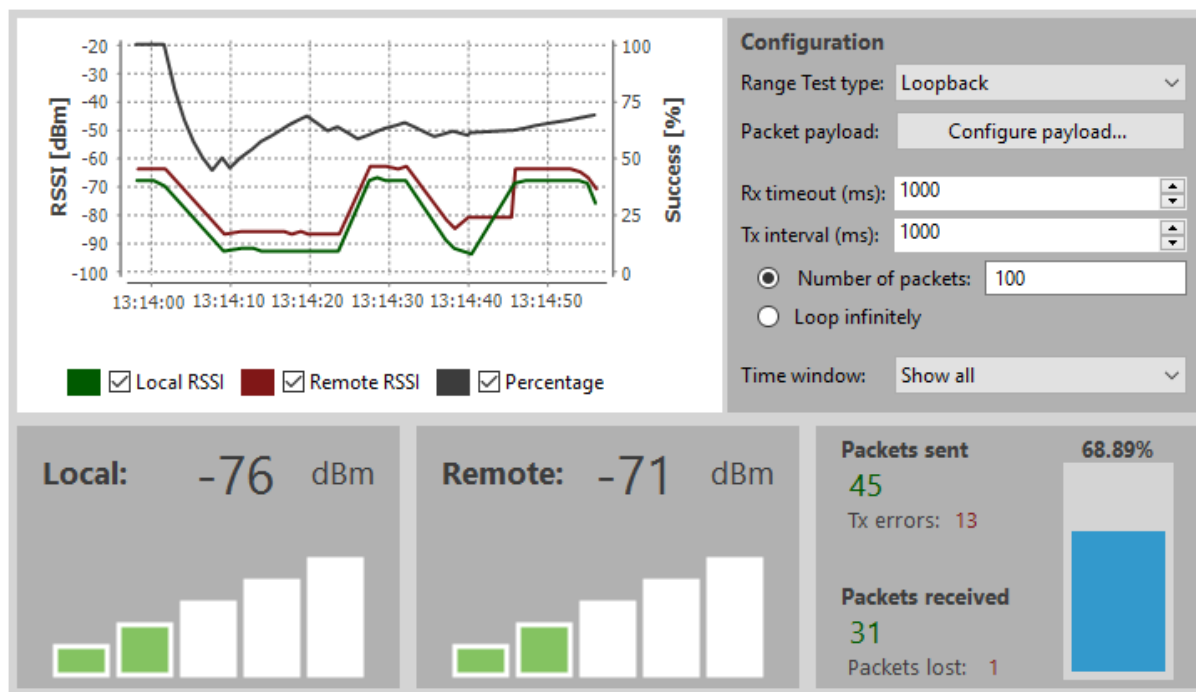 -20
-30
-40
-50
-60
-70
-80
-90
-100
RSSI [dBm]
100
75
50
25
0
Success [%]
13:14:00 13:14:10 13:14:20 13:14:30 13:14:40 13:14:50
Local RSSI Remote RSSI Percentage
Configuration
Range Test type: Loopback
Packet payload: Configure payload...
Rx timeout (ms): 1000
Tx interval (ms): 1000
Number of packets: 100
Loop infinitely
Time window: Show all
Local: -76 dBm
Remote: -71 dBm
Packets sent
45
Tx errors: 13
Packets received
31
Packets lost: 1
68.89%